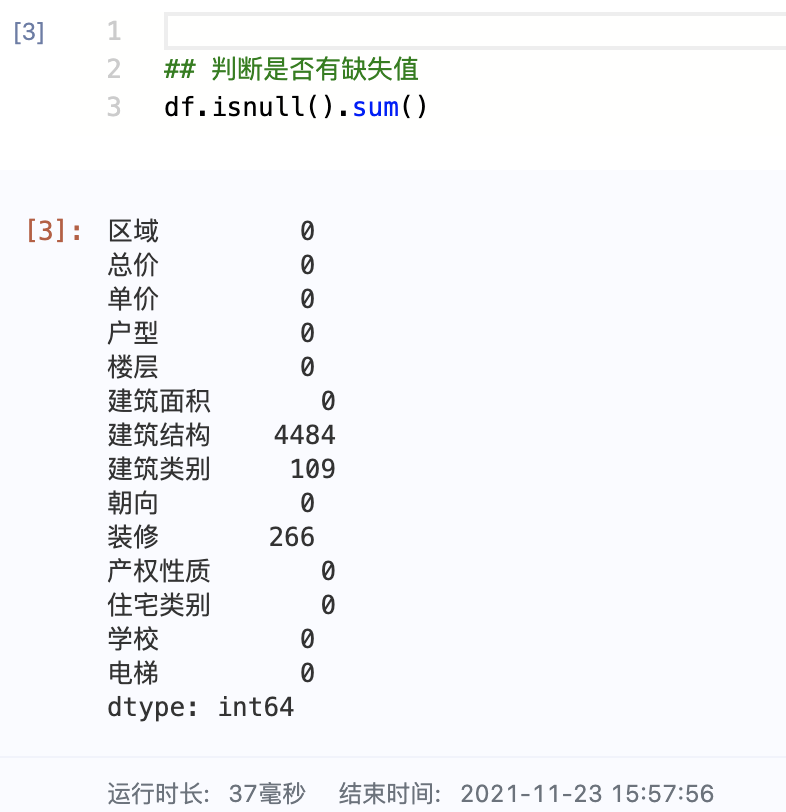 [3] 1
2 ## 判断是否有缺失值
3 df.isnull().sum()
[3]: 区域 0
总价 0
单价 0
户型 0
楼层 0
建筑面积 0
建筑结构 4484
建筑类别 109
朝向 0
装修 266
产权性质 0
住宅类别 0
学校 0
电梯 0
dtype: int64
运行时长: 37毫秒 结束时间: 2021-11-23 15:57:56